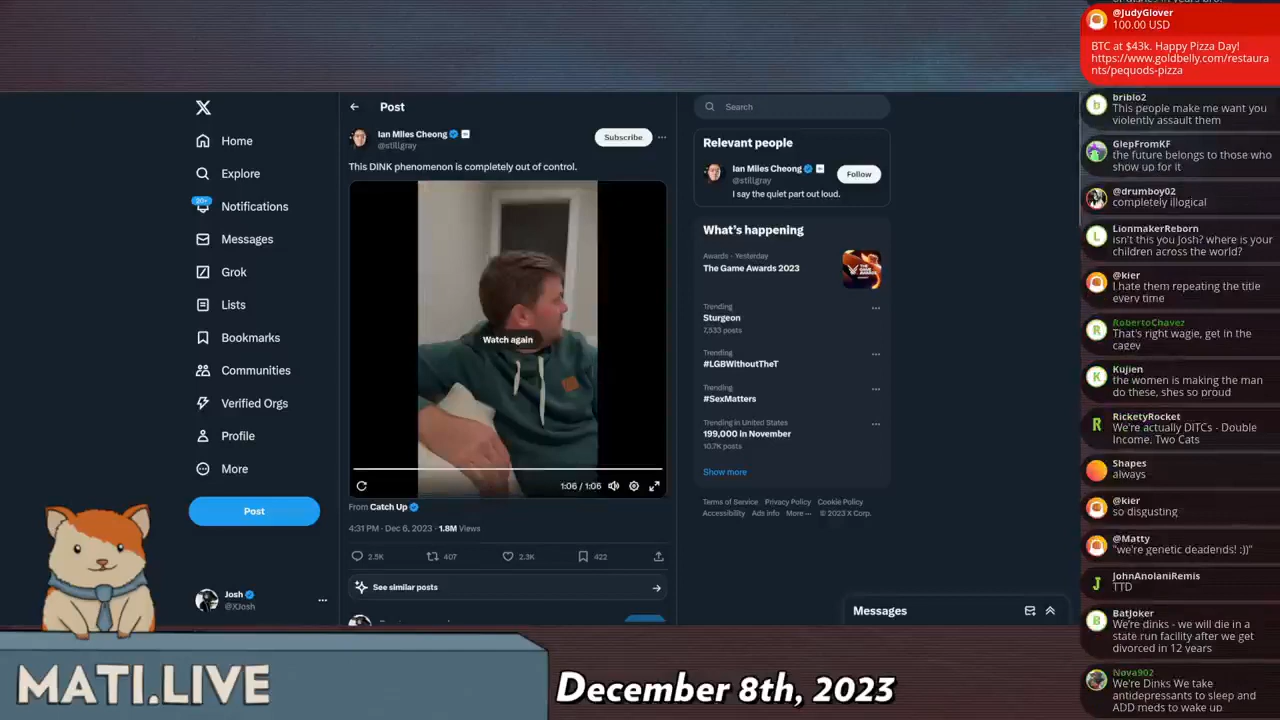 Post
Search
Ian Miles Cheong
@stillgray
Subscribe
This DINK phenomenon is completely out of control.
Watch again
1:06 / 1:06
From Catch Up
4:31 PM · Dec 6, 2023 · 1.8M Views
2.5K
407
2.3K
422
See similar posts
Home
Explore
20+
Notifications
Messages
Grok
Lists
Bookmarks
Communities
Verified Orgs
Profile
More
Post
Josh
@XJosh
Relevant people
Ian Miles Cheong
@stillgray
Follow
I say the quiet part out loud.
What's happening
Awards · Yesterday
The Game Awards 2023
Trending
Sturgeon
7,533 posts
Trending
#LGBWithoutTheT
Trending
#SexMatters
Trending in United States
199,000 in November
10.7K posts
Show more
Terms of Service Privacy Policy Cookie Policy
Accessibility Ads info More ··· © 2023 X Corp.
Messages
MATI.LIVE
December 8th, 2023
@JudyGlover
100.00 USD
BTC at $43k. Happy Pizza Day!
https://www.goldbelly.com/restaura
nts/pequods-pizza
briblo2
This people make me want you
violently assault them
GlepFromKF
the future belongs to those who
show up for it
@drumboy02
completely illogical
LionmakerReborn
isn't this you Josh? where is your
children across the world?
@kier
I hate them repeating the title
every time
RobertoChavez
That's right wagie, get in the
cagey
Kujien
the women is making the man
do these, she's so proud
RicketyRocket
We're actually DITCs - Double
Income, Two Cats
Shapes
always
@kier
so disgusting
@Matty
"we're genetic deadends! :))"
JohnAnolaniRemis
TTD
BatJoker
We're dinks - we will die in a
state run facility after we get
divorced in 12 years
Nova902
We're Dinks We take
antidepressants to sleep and
ADD meds to wake up